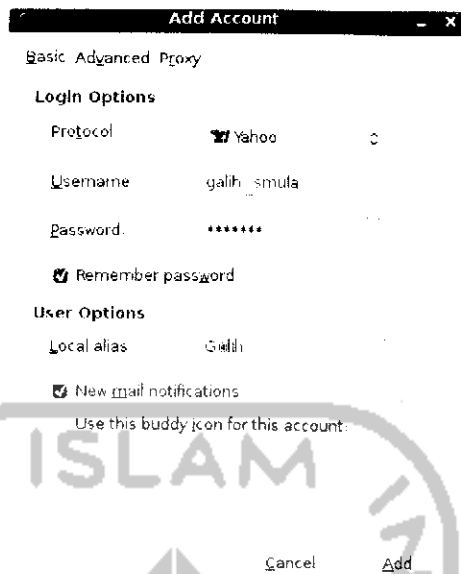 Add Account
Basic Advanced Proxy
Login Options
Protocol Yahoo
Username galih_smula
Password: *******
Remember password
User Options
Local alias Galih
New mail notifications
Use this buddy icon for this account:
ISLAM
Cancel Add